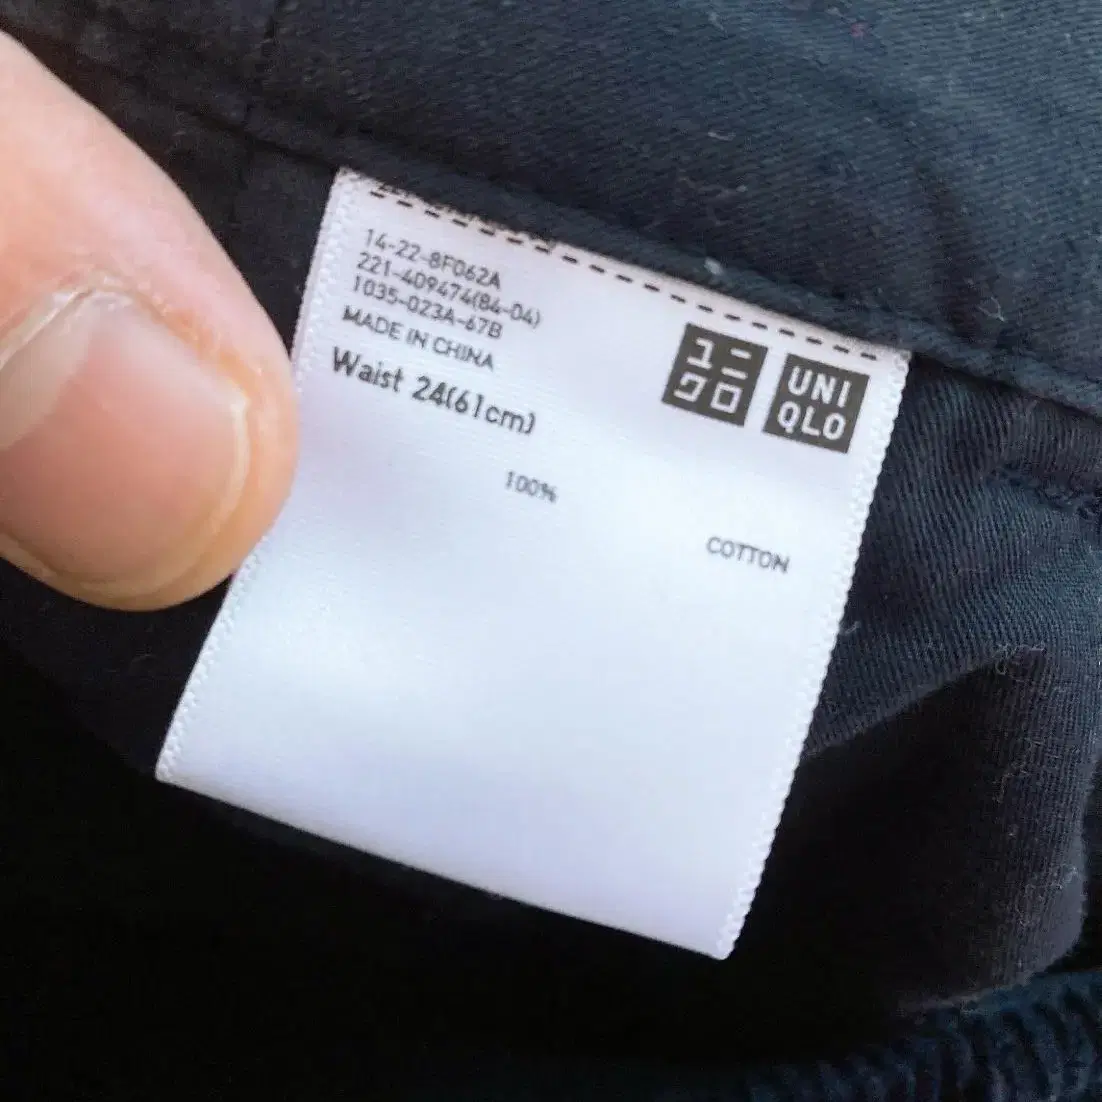 14-22-8F062A
221-409474(84-04)
1035-023A-67B
MADE IN CHINA
Waist 24(61cm)
ユニ
クロ
UNI
QLO
100%
COTTON